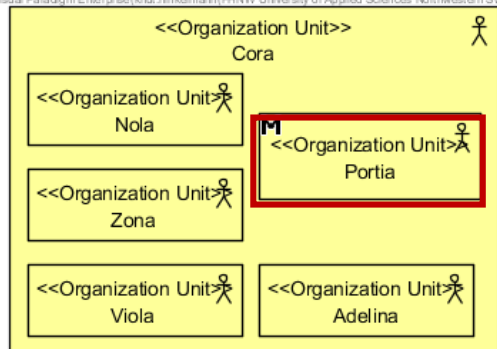 <<Organization Unit>>
Cora
<<Organization Unit>>
Nola
M
<<Organization Unit>>
Portia
<<Organization Unit>>
Zona
<<Organization Unit>>
Viola
<<Organization Unit>>
Adelina